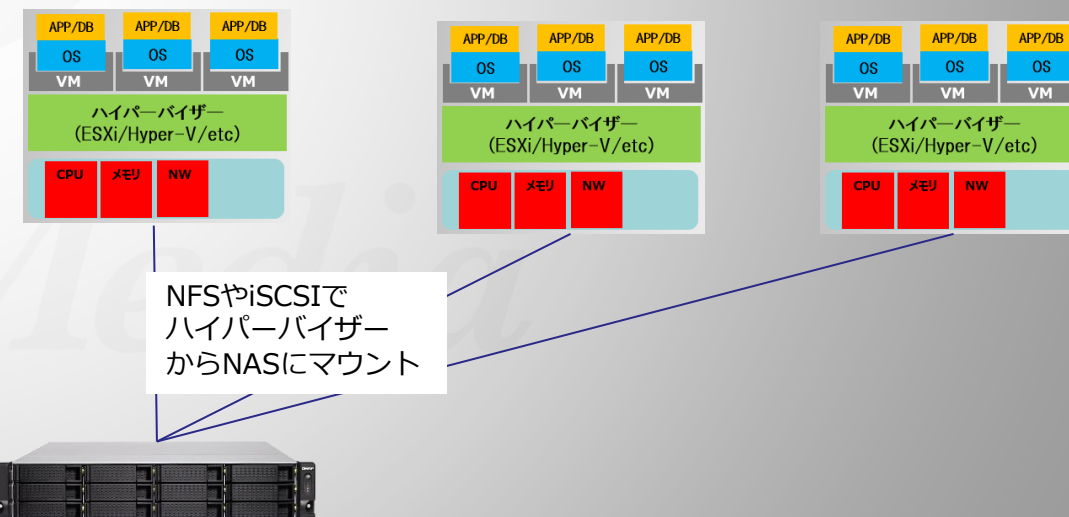 APP/DB APP/DB APP/DB
OS OS OS
VM VM VM
ハイパーバイザー
(ESXi/Hyper-V/etc)
CPU メモリ NW
APP/DB APP/DB APP/DB
OS OS OS
VM VM VM
ハイパーバイザー
(ESXi/Hyper-V/etc)
CPU メモリ NW
APP/DB APP/DB APP/DB
OS OS OS
VM VM VM
ハイパーバイザー
(ESXi/Hyper-V/etc)
CPU メモリ NW
NFSやiSCSIで
ハイパーバイザー
からNASにマウント
Media